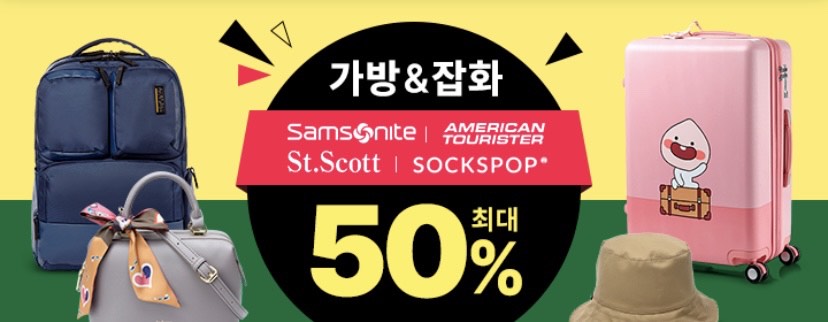 가방&잡화
Samsonite | AMERICAN TOURISTER
St.Scott | SOCKSPOP®
최대
50%